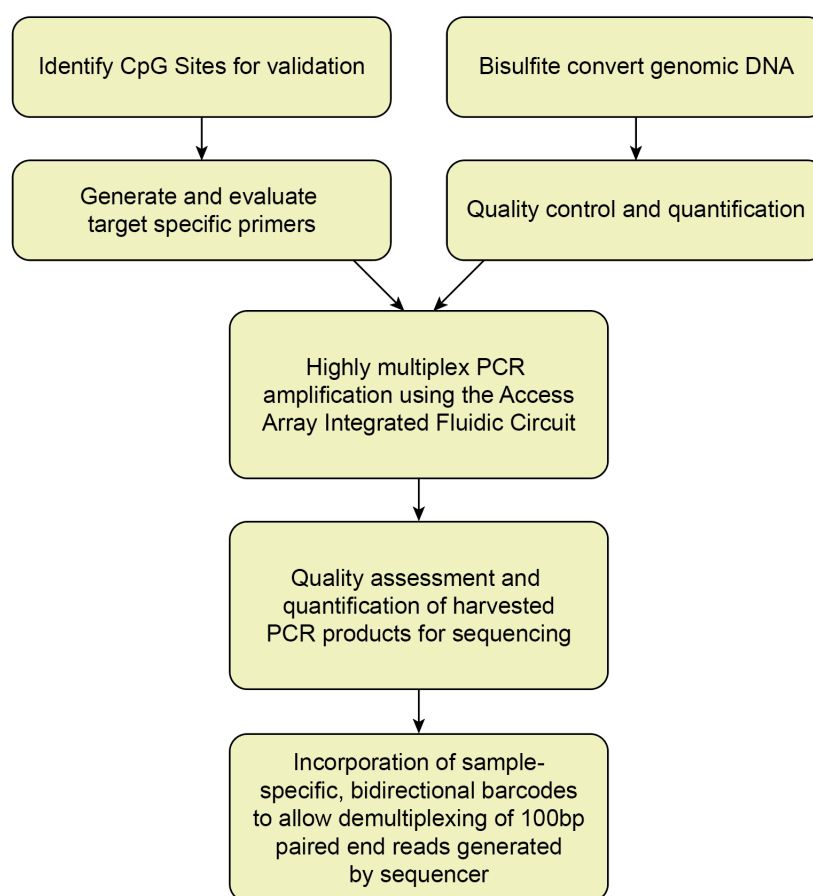 Identify CpG Sites for validation
Bisulfite convert genomic DNA
Generate and evaluate
target specific primers
Quality control and quantification
Highly multiplex PCR
amplification using the Access
Array Integrated Fluidic Circuit
Quality assessment and
quantification of harvested
PCR products for sequencing
Incorporation of sample-
specific, bidirectional barcodes
to allow demultiplexing of 100bp
paired end reads generated
by sequencer